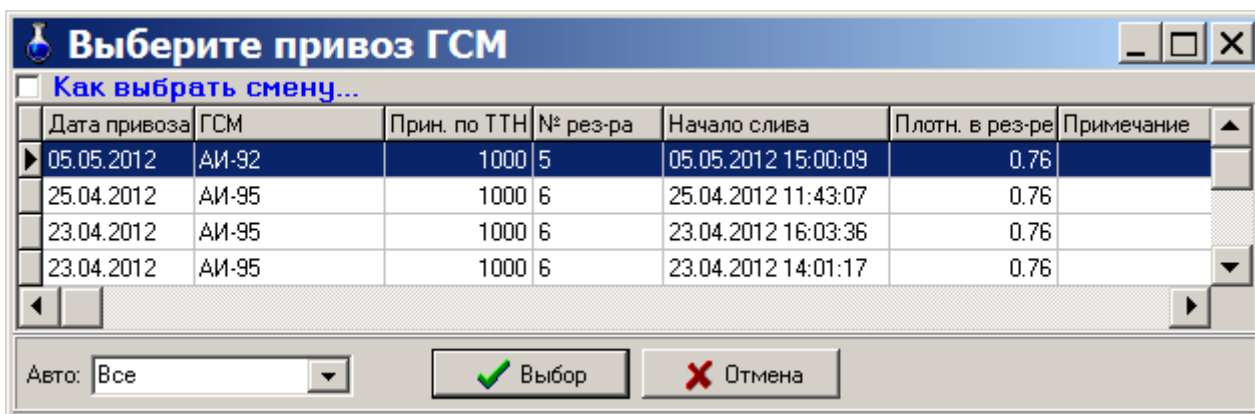 Выберите привоз ГСМ
Как выбрать смену...
Дата привоза ГСМ Прин. по ТТН № рез-ра Начало слива Плотн. в рез-ре Примечание
05.05.2012 АИ-92 1000 5 05.05.2012 15:00:09 0.76
25.04.2012 АИ-95 1000 6 25.04.2012 11:43:07 0.76
23.04.2012 АИ-95 1000 6 23.04.2012 16:03:36 0.76
23.04.2012 АИ-95 1000 6 23.04.2012 14:01:17 0.76
Авто: Все Выбор Отмена